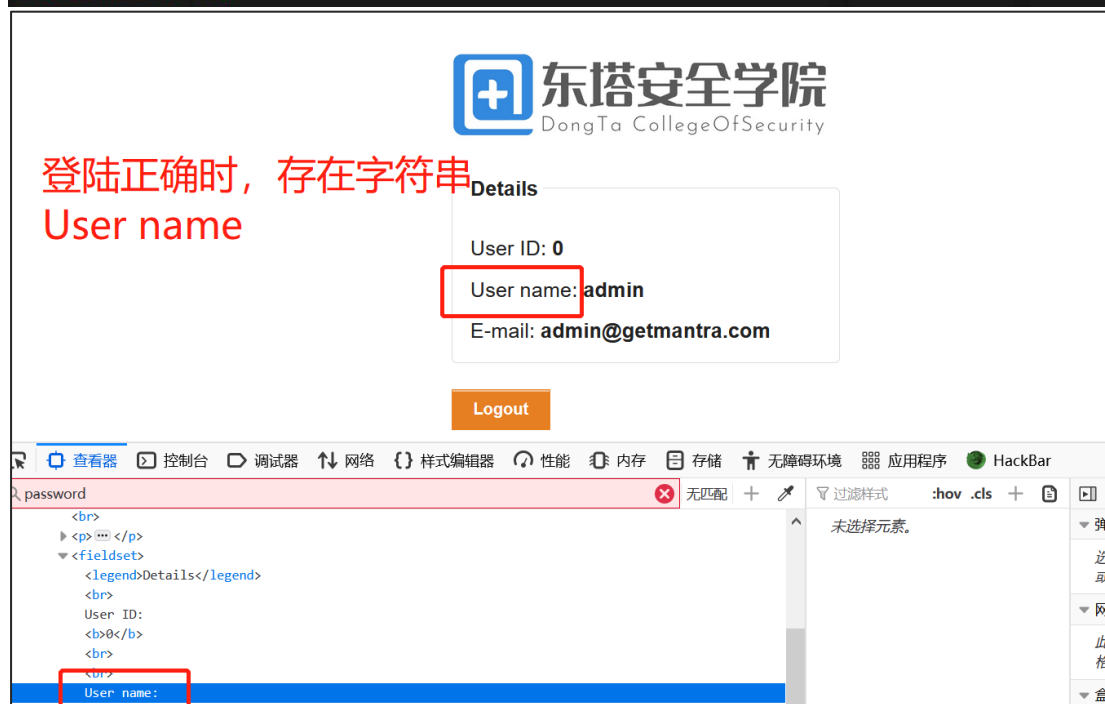 东塔安全学院
DongTa CollegeOfSecurity
登陆正确时，存在字符串
User name
Details
User ID: 0
User name: admin
E-mail: admin@getmantra.com
Logout
查看器 控制台 调试器 网络 {} 样式编辑器 性能 内存 存储 无障碍环境 应用程序 HackBar
password 无匹配 + 过滤样式 :hov .cls +
<br>
<p> ··· </p>
<fieldset>
<legend>Details</legend>
<br>
User ID:
<b>0</b>
<br>
<br>
User name:
未选择元素。